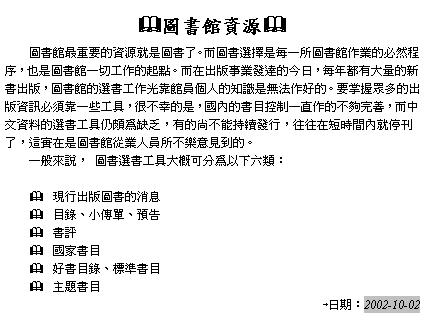 圖書館資源
圖書館最重要的資源就是圖書了。而圖書選擇是每一所圖書館作業的必然程
序，也是圖書館一切工作的起點。而在出版事業發達的今日，每年都有大量的新
書出版，圖書館的選書工作光靠館員個人的知識是無法作好的。要掌握眾多的出
版資訊必須靠一些工具，很不幸的是，國內的書目控制一直作的不夠完善，而中
文資料的選書工具仍頗為缺乏，有的尚不能持續發行，往往在短時間內就停刊
了，這實在是圖書館從業人員所不樂意見到的。
一般來說， 圖書選書工具大概可分為以下六類：
現行出版圖書的消息
目錄、小傳單、預告
書評
國家書目
好書目錄、標準書目
主題書目
→日期：2002-10-02